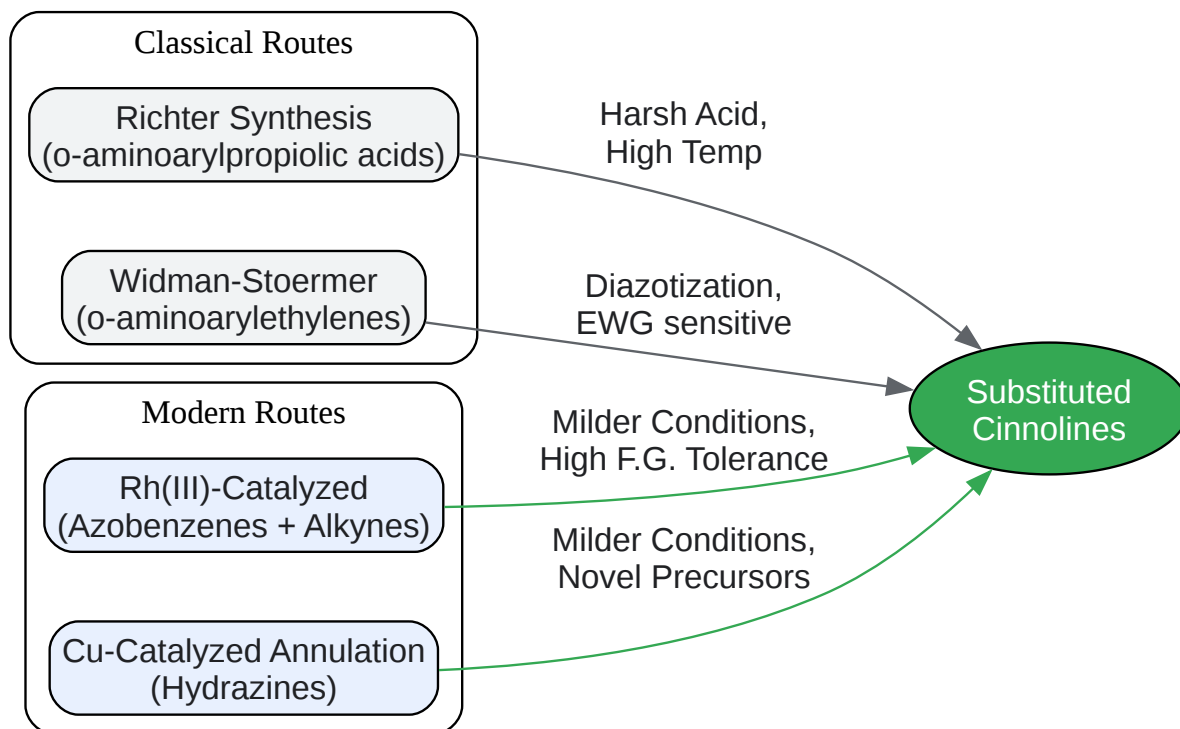 Classical Routes
Richter Synthesis
(o-aminoarylpropiolic acids)
Harsh Acid,
High Temp
Widman-Stoermer
(o-aminoarylethylenes)
Diazotization,
EWG sensitive
Substituted
Cinnolines
Modern Routes
Rh(III)-Catalyzed
(Azobenzenes + Alkynes)
Milder Conditions,
High F.G. Tolerance
Cu-Catalyzed Annulation
(Hydrazines)
Milder Conditions,
Novel Precursors